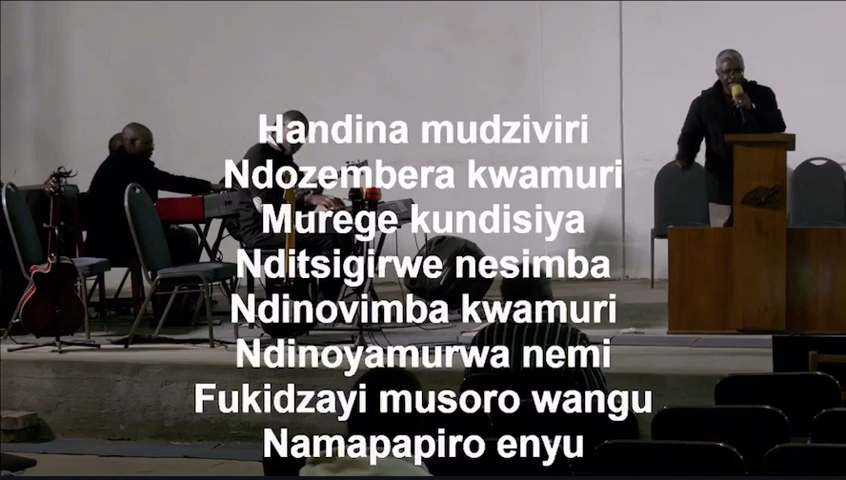 Handina mudziviri
Ndozembera kwamuri
Murege kundisiya
Nditsigirwe nesimba
Ndinovimba kwamuri
Ndinoyamurwa nemi
Fukidzayi musoro wangu
Namapapiro enyu